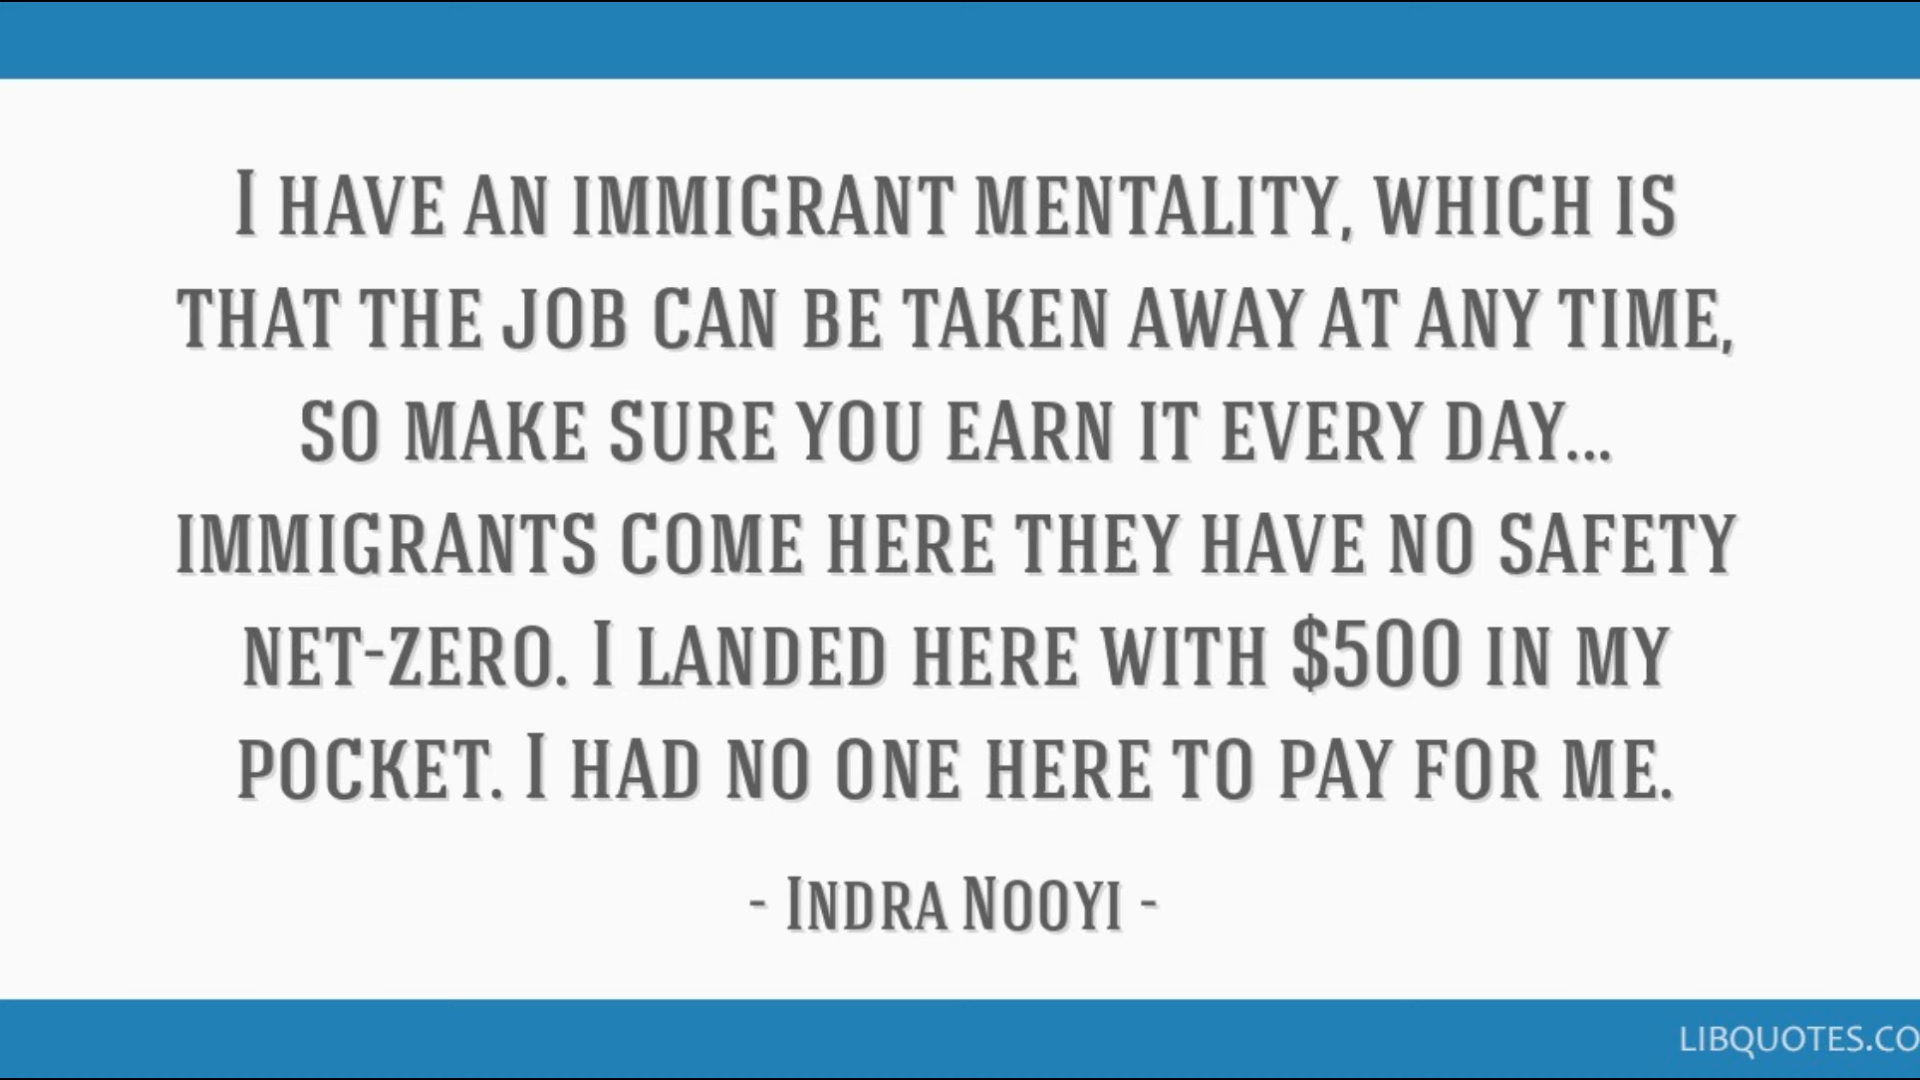 I HAVE AN IMMIGRANT MENTALITY, WHICH IS
THAT THE JOB CAN BE TAKEN AWAY AT ANY TIME,
SO MAKE SURE YOU EARN IT EVERY DAY...
IMMIGRANTS COME HERE THEY HAVE NO SAFETY
NET-ZERO. I LANDED HERE WITH $500 IN MY
POCKET. I HAD NO ONE HERE TO PAY FOR ME.
- INDRA NOOYI -
LIBQUOTES.CO